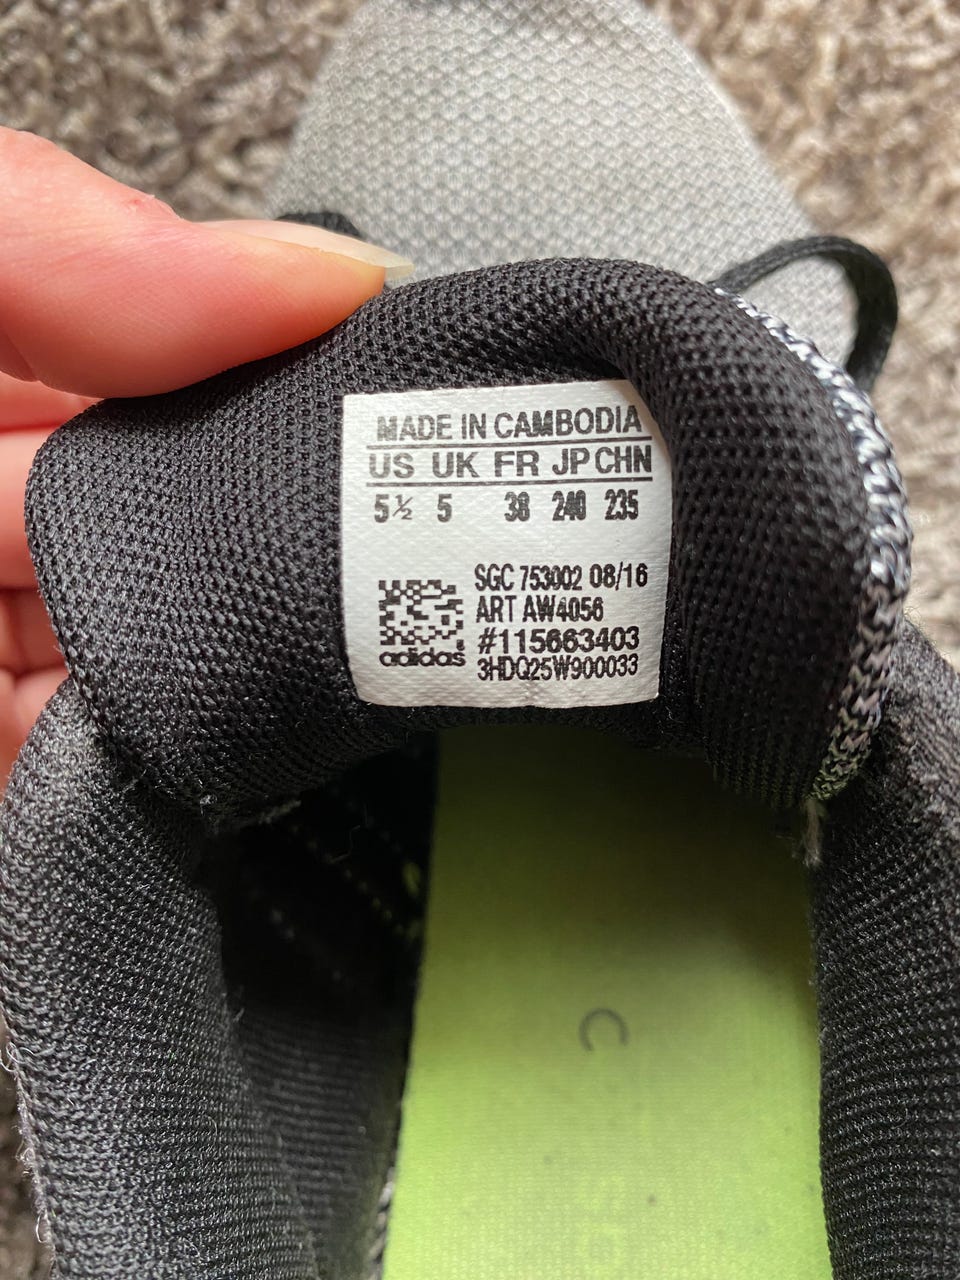 MADE IN CAMBODIA
US UK FR JP CHN
5½ 5 38 240 235
SGC 753002 08/16
ART AW4056
#115663403
adidas
3HDQ25W900033
C